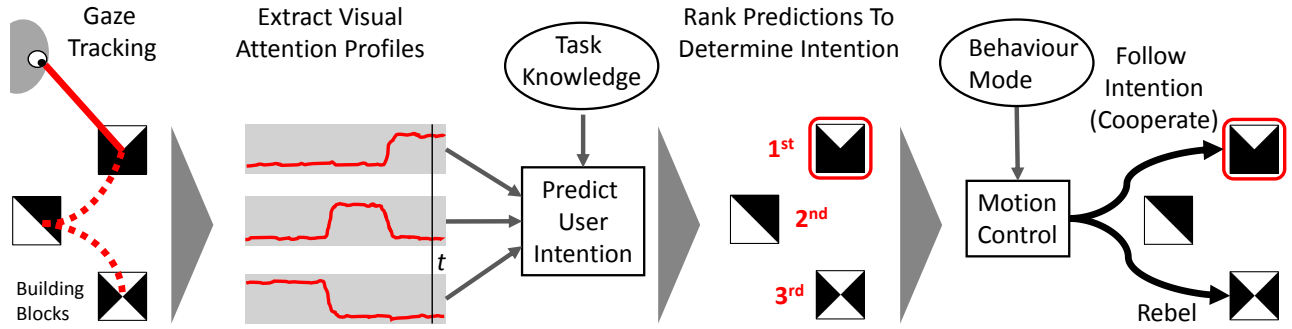 Gaze
Tracking
Building
Blocks
Extract Visual
Attention Profiles
t
Task
Knowledge
Predict
User
Intention
Rank Predictions To
Determine Intention
1st
2nd
3rd
Behaviour
Mode
Motion
Control
Follow
Intention
(Cooperate)
Rebel